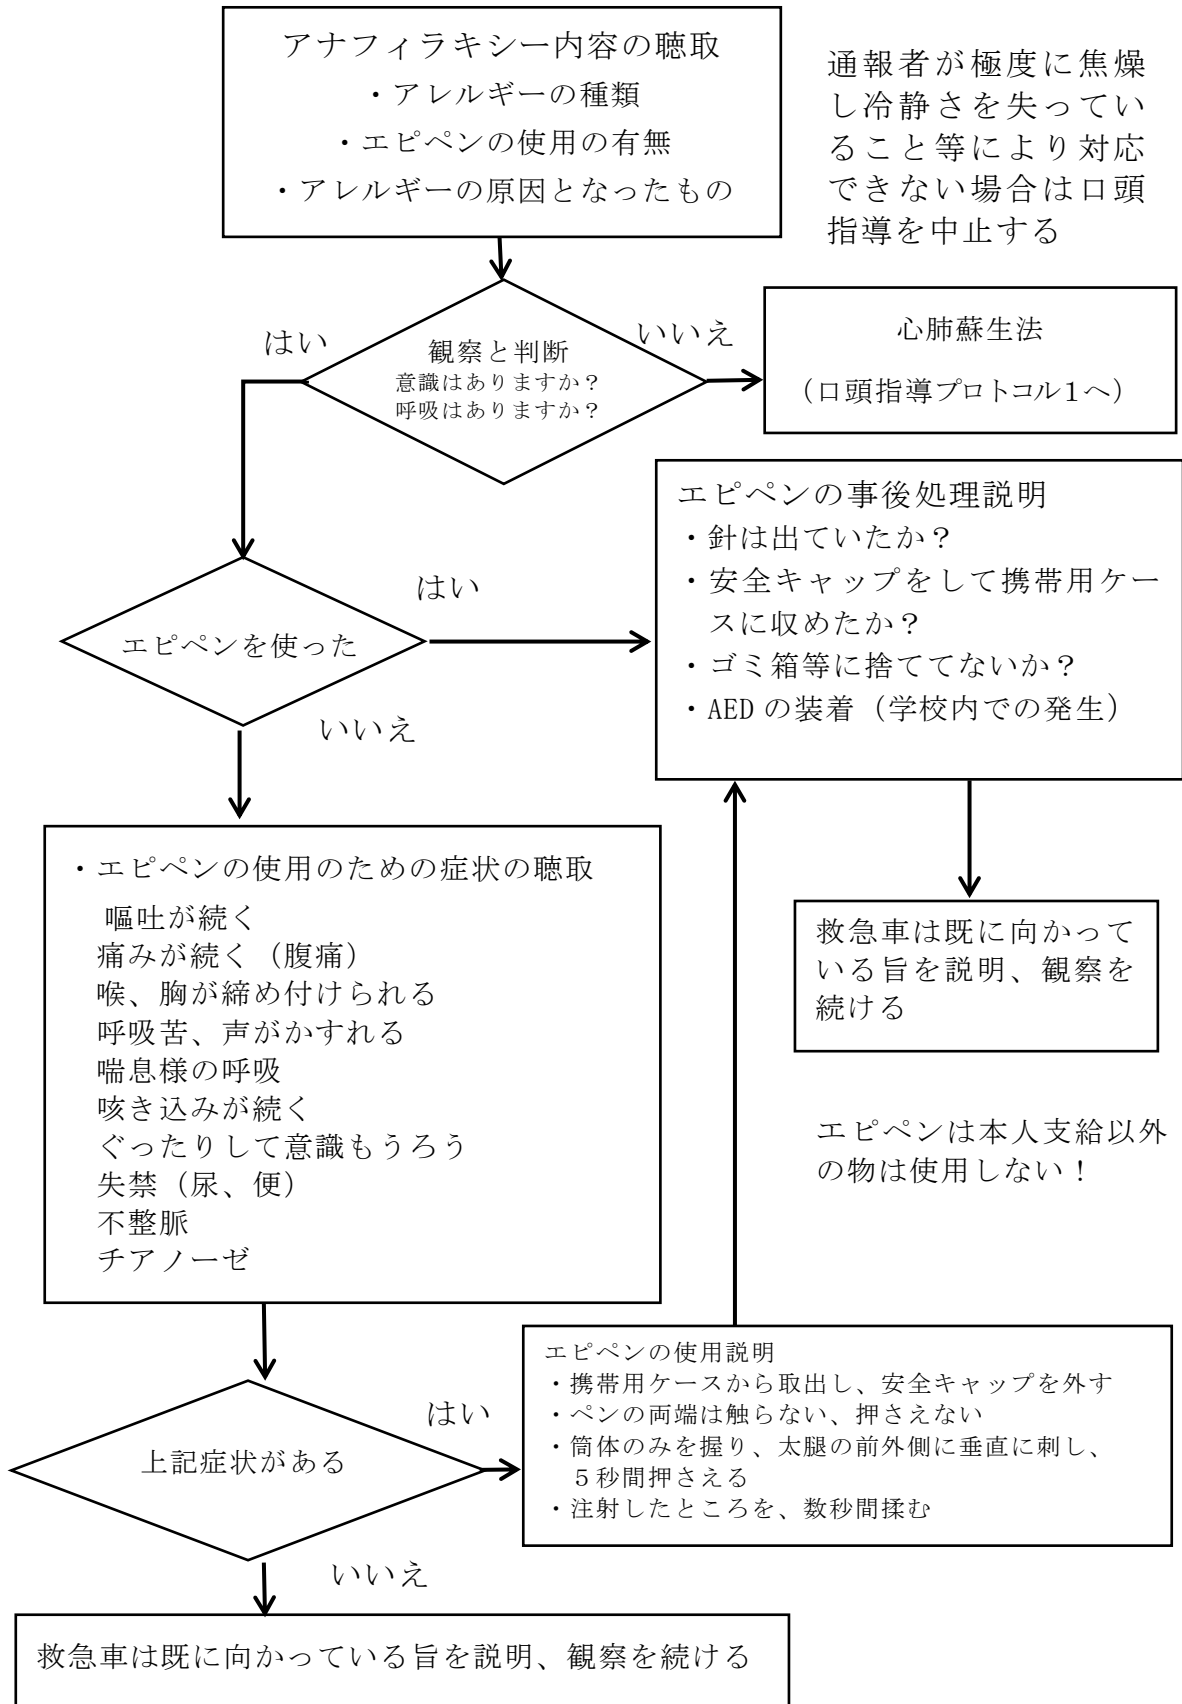 アナフィラキシー内容の聴取
・アレルギーの種類
・エピペンの使用の有無
・アレルギーの原因となったもの
通報者が極度に焦燥
し冷静さを失ってい
ること等により対応
できない場合は口頭
指導を中止する
はい
観察と判断
意識はありますか？
呼吸はありますか？
いいえ
心肺蘇生法
（口頭指導プロトコル１へ）
エピペンを使った
はい
いいえ
エピペンの事後処理説明
・針は出ていたか？
・安全キャップをして携帯用ケー
スに収めたか？
・ゴミ箱等に捨ててないか？
・AED の装着（学校内での発生）
・エピペンの使用のための症状の聴取
嘔吐が続く
痛みが続く（腹痛）
喉、胸が締め付けられる
呼吸苦、声がかすれる
喘息様の呼吸
咳き込みが続く
ぐったりして意識もうろう
失禁（尿、便）
不整脈
チアノーゼ
救急車は既に向かって
いる旨を説明、観察を
続ける
エピペンは本人支給以外
の物は使用しない！
上記症状がある
はい
いいえ
エピペンの使用説明
・携帯用ケースから取出し、安全キャップを外す
・ペンの両端は触らない、押さえない
・筒体のみを握り、太腿の前外側に垂直に刺し、
５秒間押さえる
・注射したところを、数秒間揉む
救急車は既に向かっている旨を説明、観察を続ける